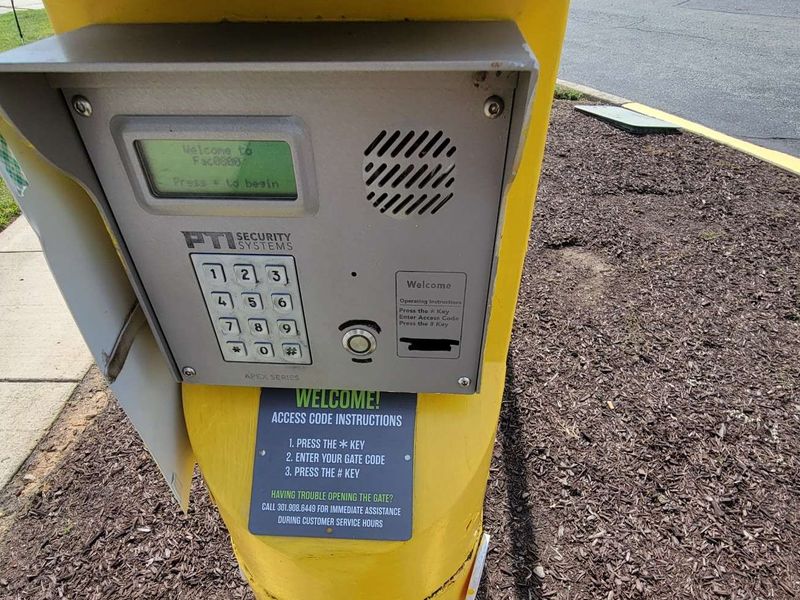 Welcome to
Fac0600
Press * to begin
PTI SECURITY
SYSTEMS
1 2 3
4 5 6
7 8 9
* 0 #
APEX SERIES
Welcome
Operating Instructions
Press the * Key
Enter Access Code
Press the # Key
WELCOME!
ACCESS CODE INSTRUCTIONS
1. PRESS THE * KEY
2. ENTER YOUR GATE CODE
3. PRESS THE # KEY
HAVING TROUBLE OPENING THE GATE?
CALL 301.908.6449 FOR IMMEDIATE ASSISTANCE
DURING CUSTOMER SERVICE HOURS